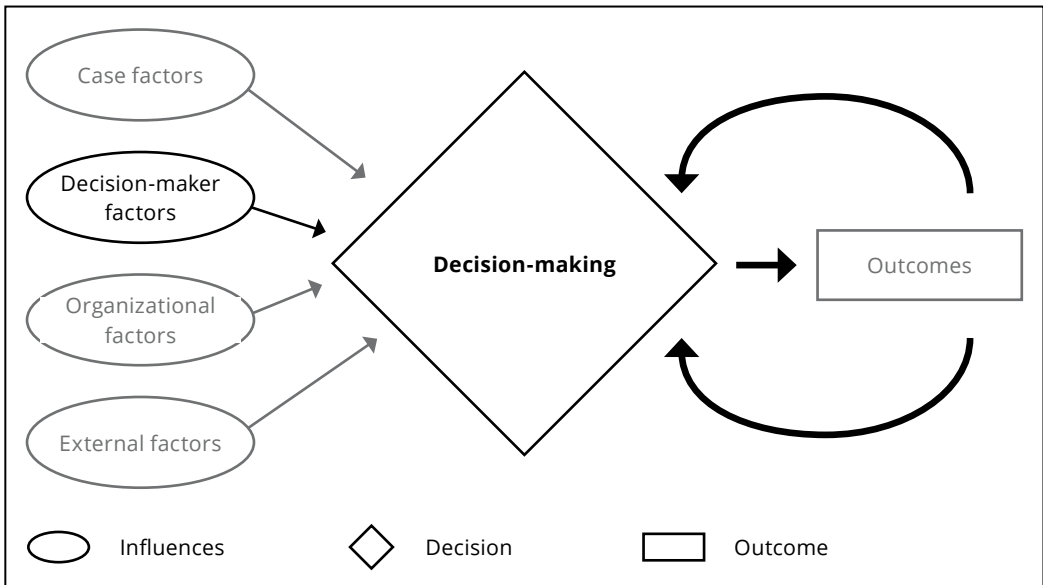 Case factors
Decision-maker
factors
Organizational
factors
External factors
Decision-making
Outcomes
Influences
Decision
Outcome